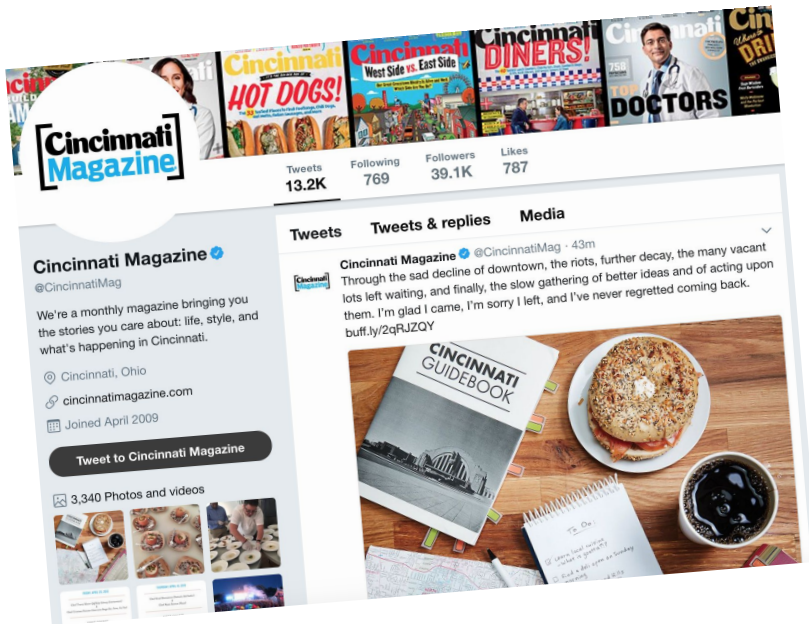 Cincinnati
HOT DOGS!
Cincinnati
West Side vs. East Side
Cincinnati
DINERS!
Cincinnati
TOP
DOCTORS
Cincinnati
Magazine
Tweets
13.2K
Following
769
Followers
39.1K
Likes
787
Cincinnati Magazine
@CincinnatiMag
We're a monthly magazine bringing you
the stories you care about: life, style, and
what's happening in Cincinnati.
Cincinnati, Ohio
cincinnatimagazine.com
Joined April 2009
Tweet to Cincinnati Magazine
3,340 Photos and videos
Tweets Tweets & replies Media
Cincinnati Magazine @CincinnatiMag · 43m
Through the sad decline of downtown, the riots, further decay, the many vacant
lots left waiting, and finally, the slow gathering of better ideas and of acting upon
them. I'm glad I came, I'm sorry I left, and I've never regretted coming back.
buff.ly/2qRJZQY
CINCINNATI
GUIDEBOOK
To Do: